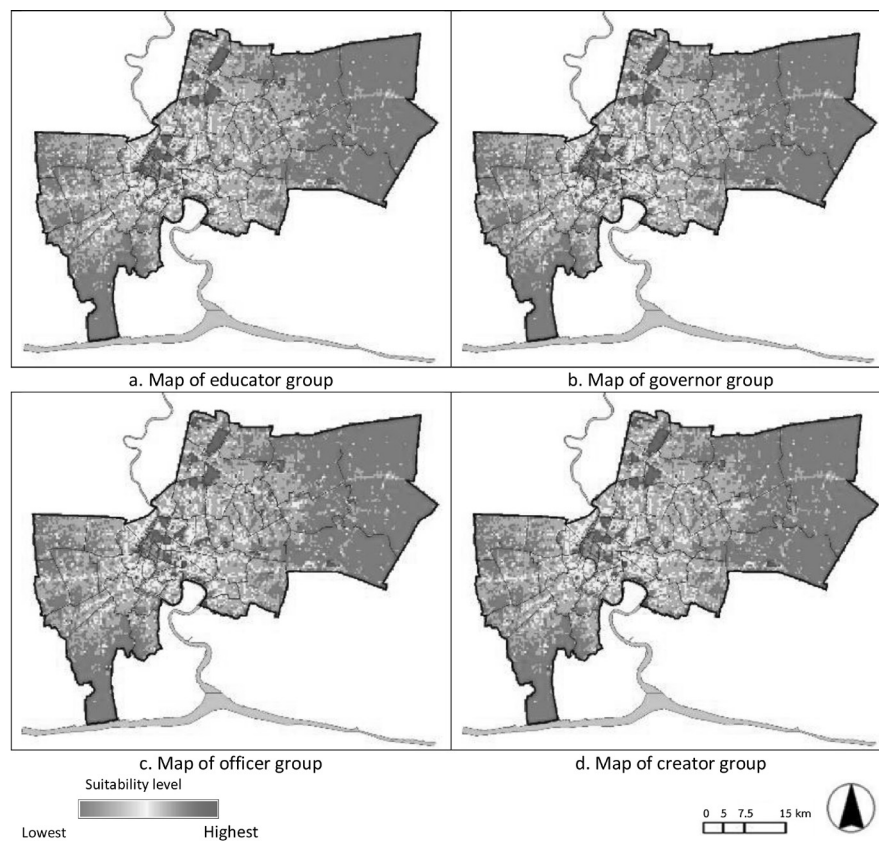 a. Map of educator group
b. Map of governor group
c. Map of officer group
d. Map of creator group
Suitability level
Lowest
Highest
0 5 7.5 15 km